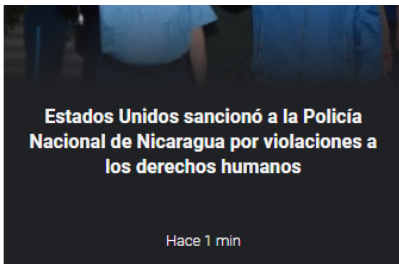 Estados Unidos sancionó a la Policía
Nacional de Nicaragua por violaciones a
los derechos humanos
Hace 1 min